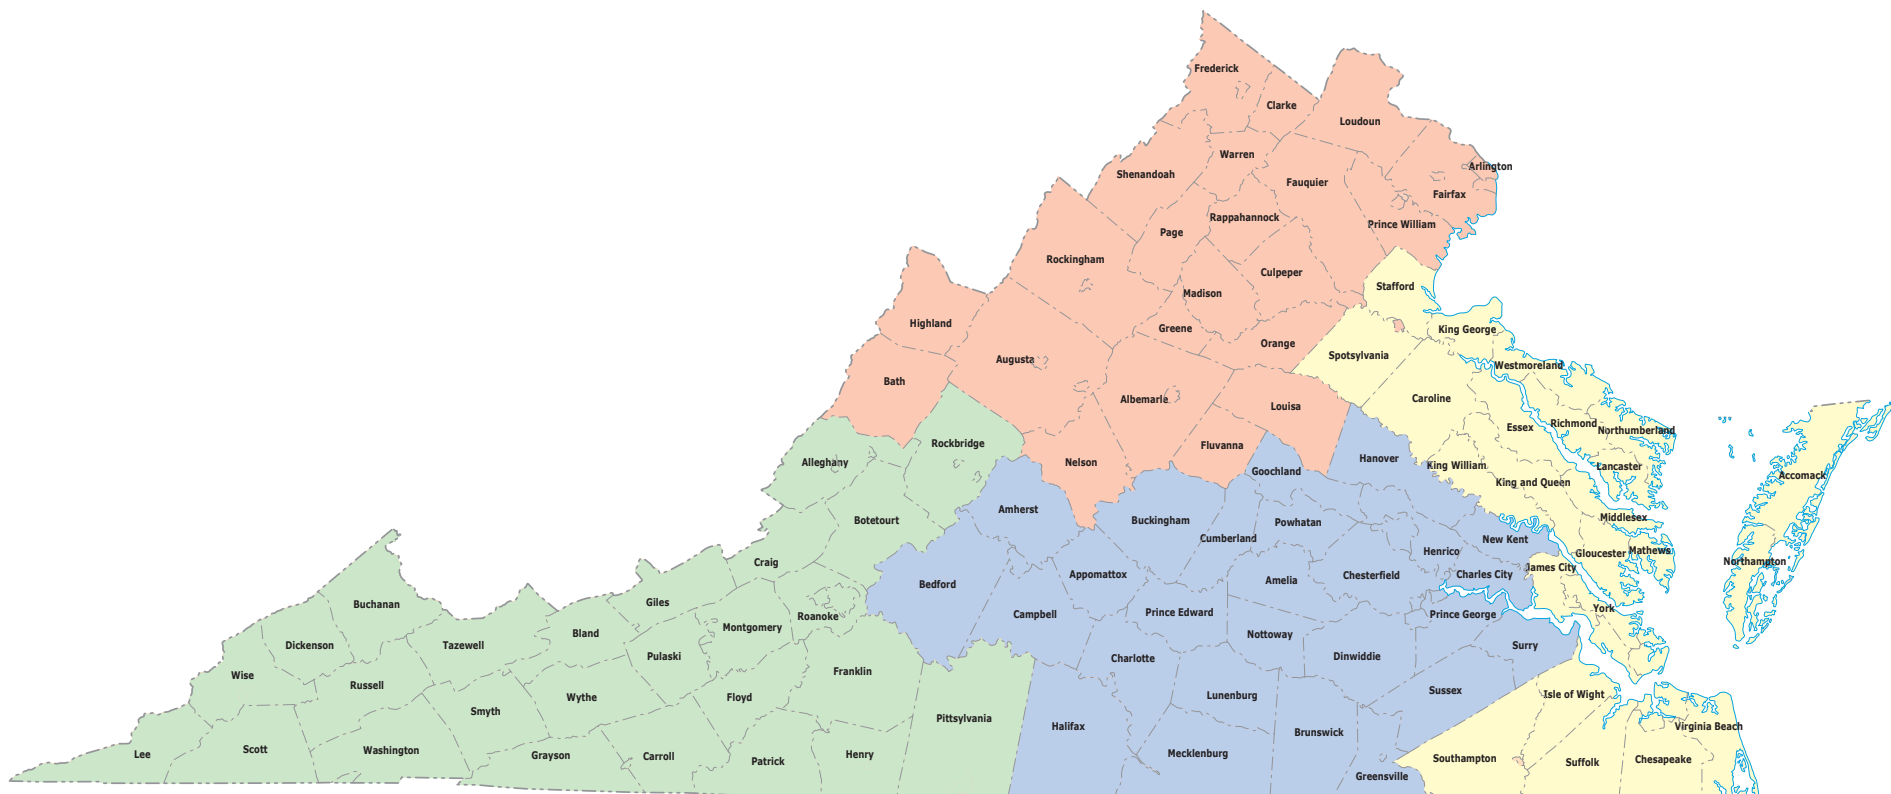 Frederick
Clarke
Loudoun
Warren
Arlington
Shenandoah
Fauquier
Fairfax
Rappahannock
Prince William
Page
Rockingham
Culpeper
Stafford
Madison
Highland
Greene
King George
Orange
Spotsylvania
Augusta
Westmoreland
Bath
Albemarle
Caroline
Louisa
Richmond
Essex
Northumberland
Rockbridge
Fluvanna
Alleghany
Nelson
Hanover
King William
Lancaster
Goochland
Accomack
King and Queen
Amherst
Middlesex
Botetourt
Buckingham
Powhatan
Cumberland
New Kent
Henrico
Gloucester
Mathews
Craig
Northampton
James City
Appomattox
Chesterfield
Charles City
Bedford
Amelia
Giles
Buchanan
York
Prince Edward
Campbell
Prince George
Roanoke
Montgomery
Bland
Nottoway
Dickenson
Tazewell
Surry
Pulaski
Charlotte
Dinwiddie
Franklin
Wise
Russell
Sussex
Isle of Wight
Wythe
Floyd
Lunenburg
Smyth
Pittsylvania
Halifax
Virginia Beach
Brunswick
Scott
Washington
Mecklenburg
Lee
Grayson
Carroll
Henry
Southampton
Chesapeake
Patrick
Suffolk
Greensville